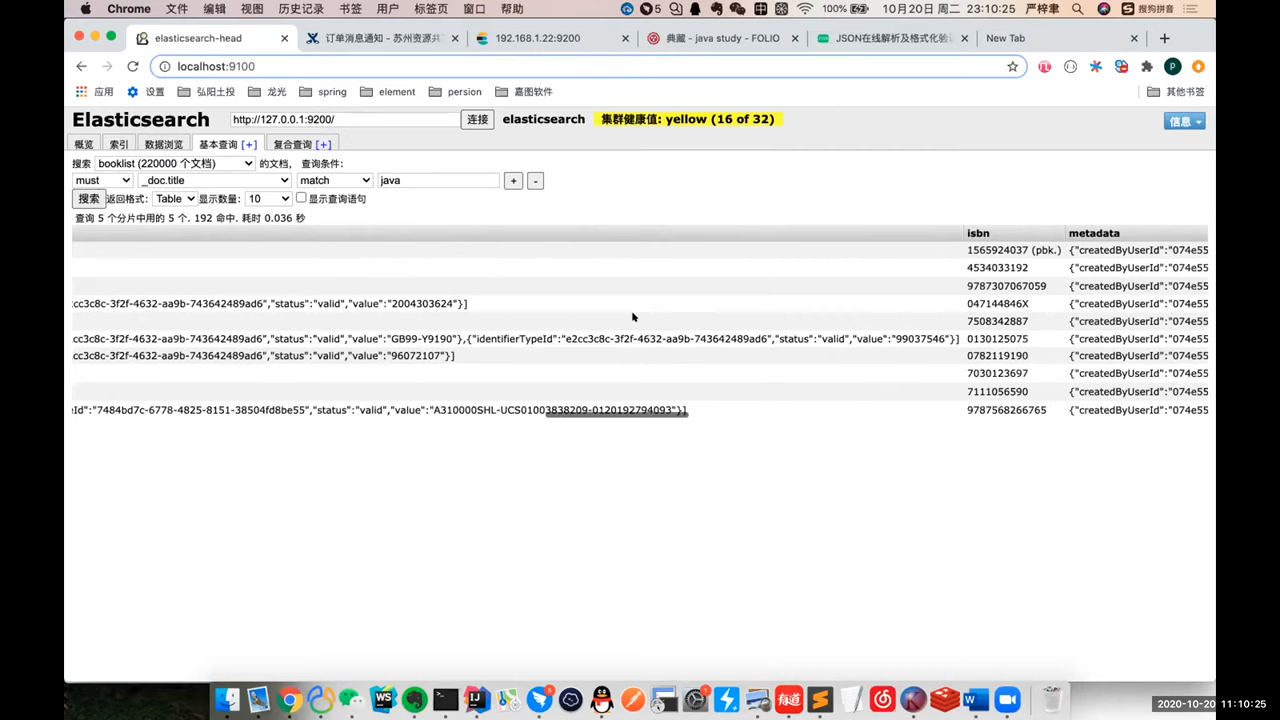 Chrome 文件 编辑 视图 历史记录 书签 用户 标签页 窗口 帮助 5 100% 10月20日 周二 23:10:25 严梓聿 搜狗拼音
elasticsearch-head 订单消息通知 - 苏州资源共 192.168.1.22:9200 典藏 - java study - FOLIO JSON在线解析及格式化验 New Tab
localhost:9100
应用 设置 弘阳土投 龙光 spring element persion 嘉图软件 其他书签
Elasticsearch http://127.0.0.1:9200/ 连接 elasticsearch 集群健康值: yellow (16 of 32) 信息
概览 索引 数据浏览 基本查询 [+] 复合查询 [+]
搜索 booklist (220000 个文档) 的文档, 查询条件:
must _doc.title match java + -
搜索 返回格式: Table 显示数量: 10 显示查询语句
查询 5 个分片中用的 5 个. 192 命中. 耗时 0.036 秒
isbn metadata
1565924037 (pbk.) {"createdByUserId":"074e55
4534033192 {"createdByUserId":"074e55
9787307067059 {"createdByUserId":"074e55
cc3c8c-3f2f-4632-aa9b-743642489ad6","status":"valid","value":"2004303624"}] 047144846X {"createdByUserId":"074e55
7508342887 {"createdByUserId":"074e55
cc3c8c-3f2f-4632-aa9b-743642489ad6","status":"valid","value":"GB99-Y9190"},{"identifierTypeId":"e2cc3c8c-3f2f-4632-aa9b-743642489ad6","status":"valid","value":"99037546"}] 0130125075 {"createdByUserId":"074e55
cc3c8c-3f2f-4632-aa9b-743642489ad6","status":"valid","value":"96072107"}] 0782119190 {"createdByUserId":"074e55
7030123697 {"createdByUserId":"074e55
7111056590 {"createdByUserId":"074e55
Id":"7484bd7c-6778-4825-8151-38504fd8be55","status":"valid","value":"A310000SHL-UCS01003838209-0120192794093"}] 9787568266765 {"createdByUserId":"074e55
WS IJ 有道 W
2020-10-20 11:10:25